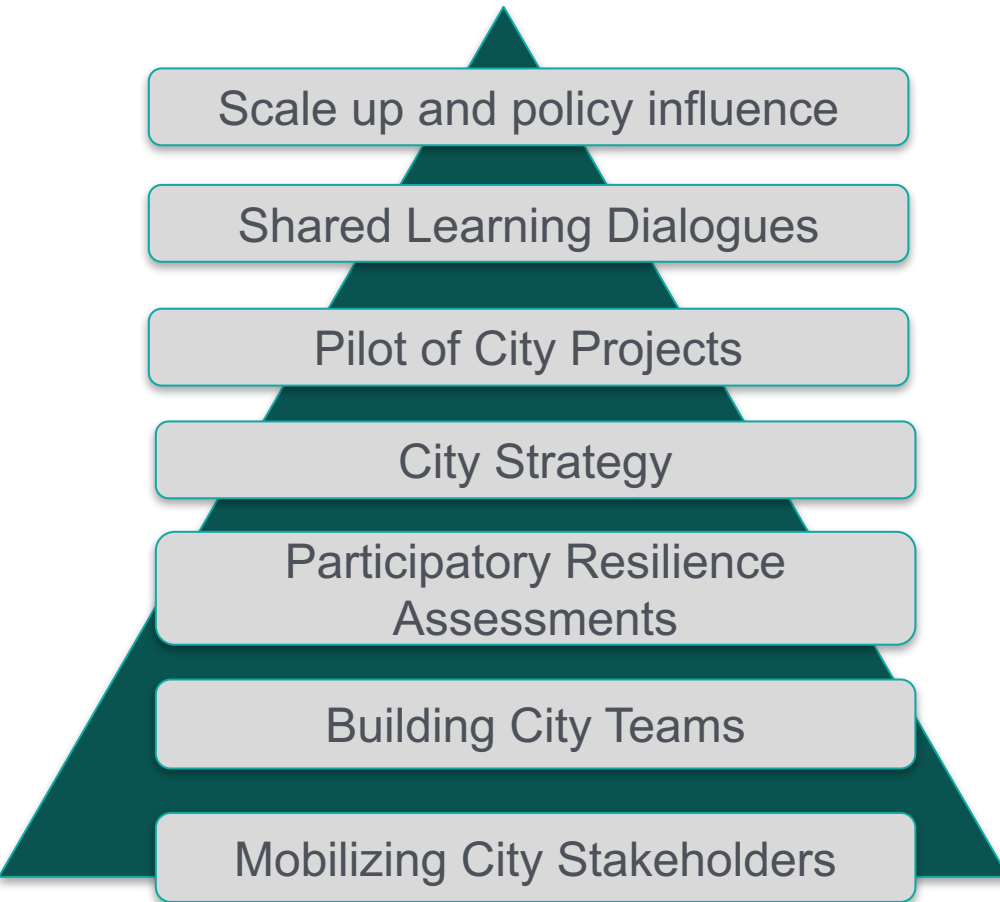 Scale up and policy influence
Shared Learning Dialogues
Pilot of City Projects
City Strategy
Participatory Resilience
Assessments
Building City Teams
Mobilizing City Stakeholders